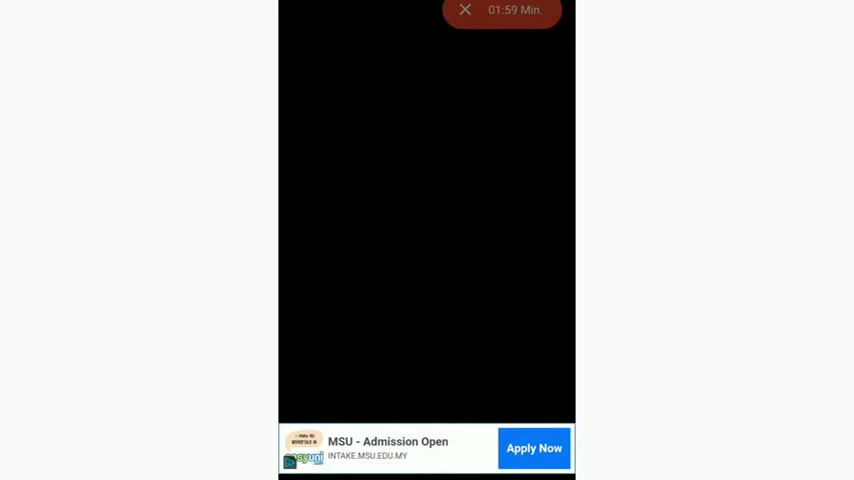 01:59 Min.
MSU - Admission Open
INTAKE.MSU.EDU.MY
Apply Now